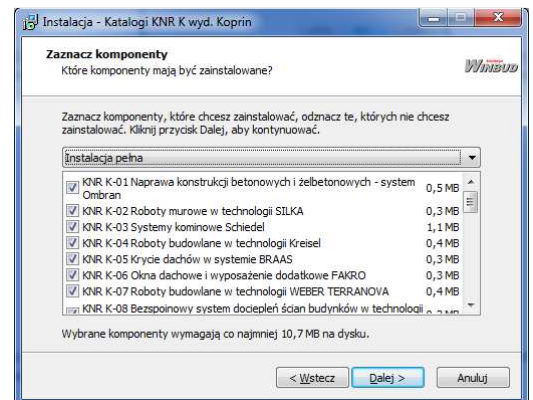 Instalacja - Katalogi KNR K wyd. Koprin
Zaznacz komponenty
Które komponenty mają być zainstalowane?
WINBUD
Zaznacz komponenty, które chcesz zainstalować, odznacz te, których nie chcesz
zainstalować. Kliknij przycisk Dalej, aby kontynuować.
Instalacja pełna
KNR K-01 Naprawa konstrukcji betonowych i żelbetonowych - system
Ombran
0,5 MB
KNR K-02 Roboty murowe w technologii SILKA 0,3 MB
KNR K-03 Systemy kominowe Schiedel 1,1 MB
KNR K-04 Roboty budowlane w technologii Kreisel 0,4 MB
KNR K-05 Krycie dachów w systemie BRAAS 0,3 MB
KNR K-06 Okna dachowe i wyposażenie dodatkowe FAKRO 0,3 MB
KNR K-07 Roboty budowlane w technologii WEBER TERRANOVA 0,4 MB
KNR K-08 Bezspoinowy system dociepleń ścian budynków w technologii
Wybrane komponenty wymagają co najmniej 10,7 MB na dysku.
< Wstecz Dalej > Anuluj